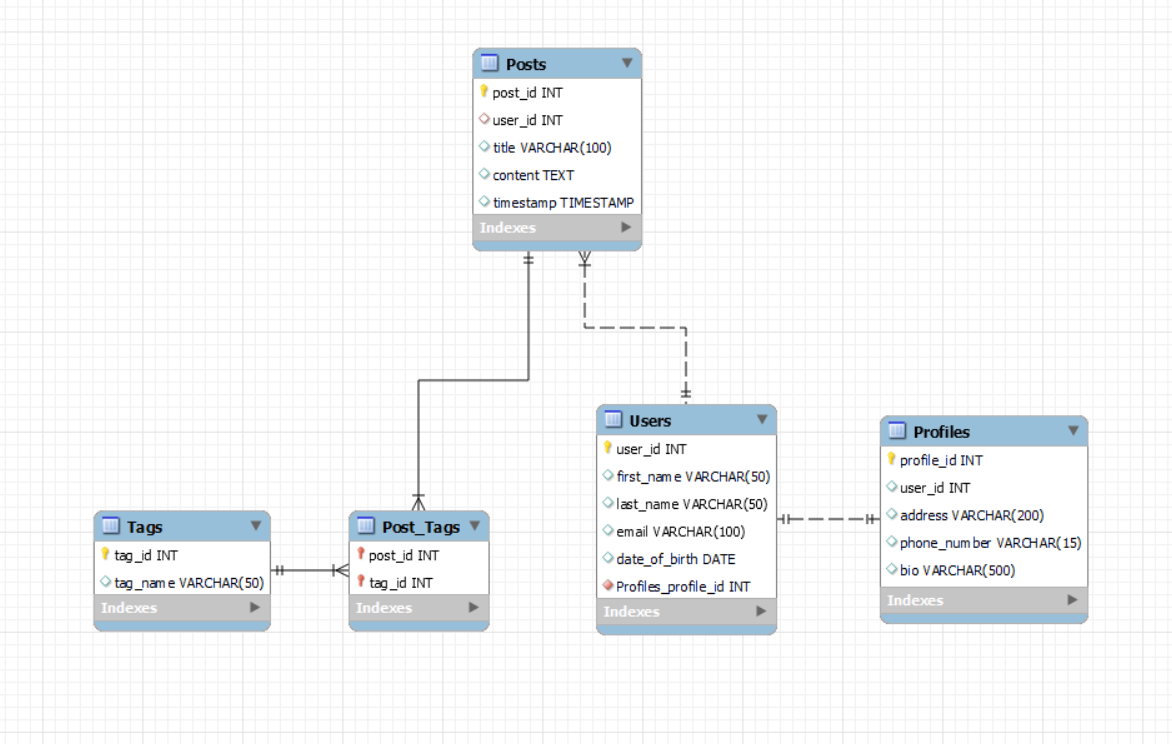 Posts
post_id INT
user_id INT
title VARCHAR(100)
content TEXT
timestamp TIMESTAMP
Indexes
Users
user_id INT
first_name VARCHAR(50)
last_name VARCHAR(50)
email VARCHAR(100)
date_of_birth DATE
Profiles_profile_id INT
Indexes
Profiles
profile_id INT
user_id INT
address VARCHAR(200)
phone_number VARCHAR(15)
bio VARCHAR(500)
Indexes
Tags
tag_id INT
tag_name VARCHAR(50)
Indexes
Post_Tags
post_id INT
tag_id INT
Indexes